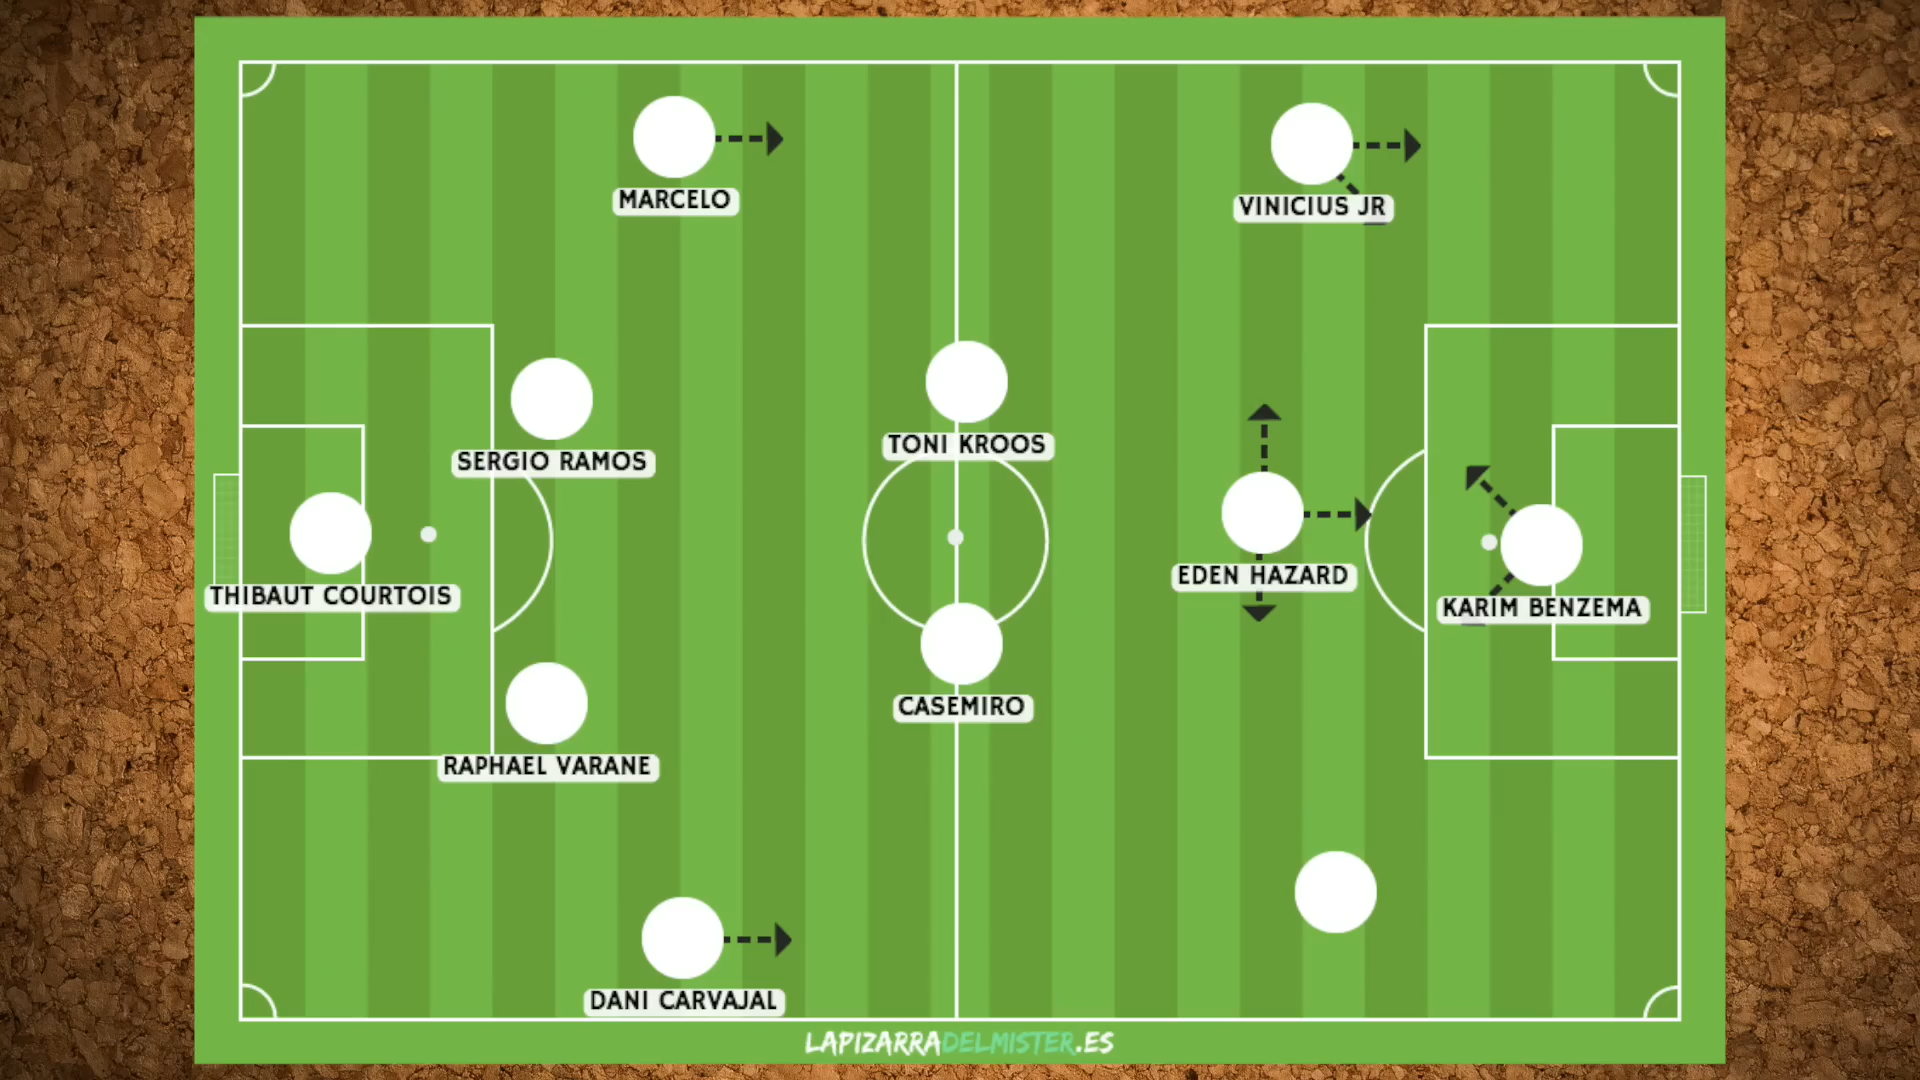 MARCELO
VINICIUS JR
TONI KROOS
SERGIO RAMOS
EDEN HAZARD
THIBAUT COURTOIS
KARIM BENZEMA
CASEMIRO
RAPHAEL VARANE
DANI CARVAJAL
LAPIZARRADELMISTER.ES